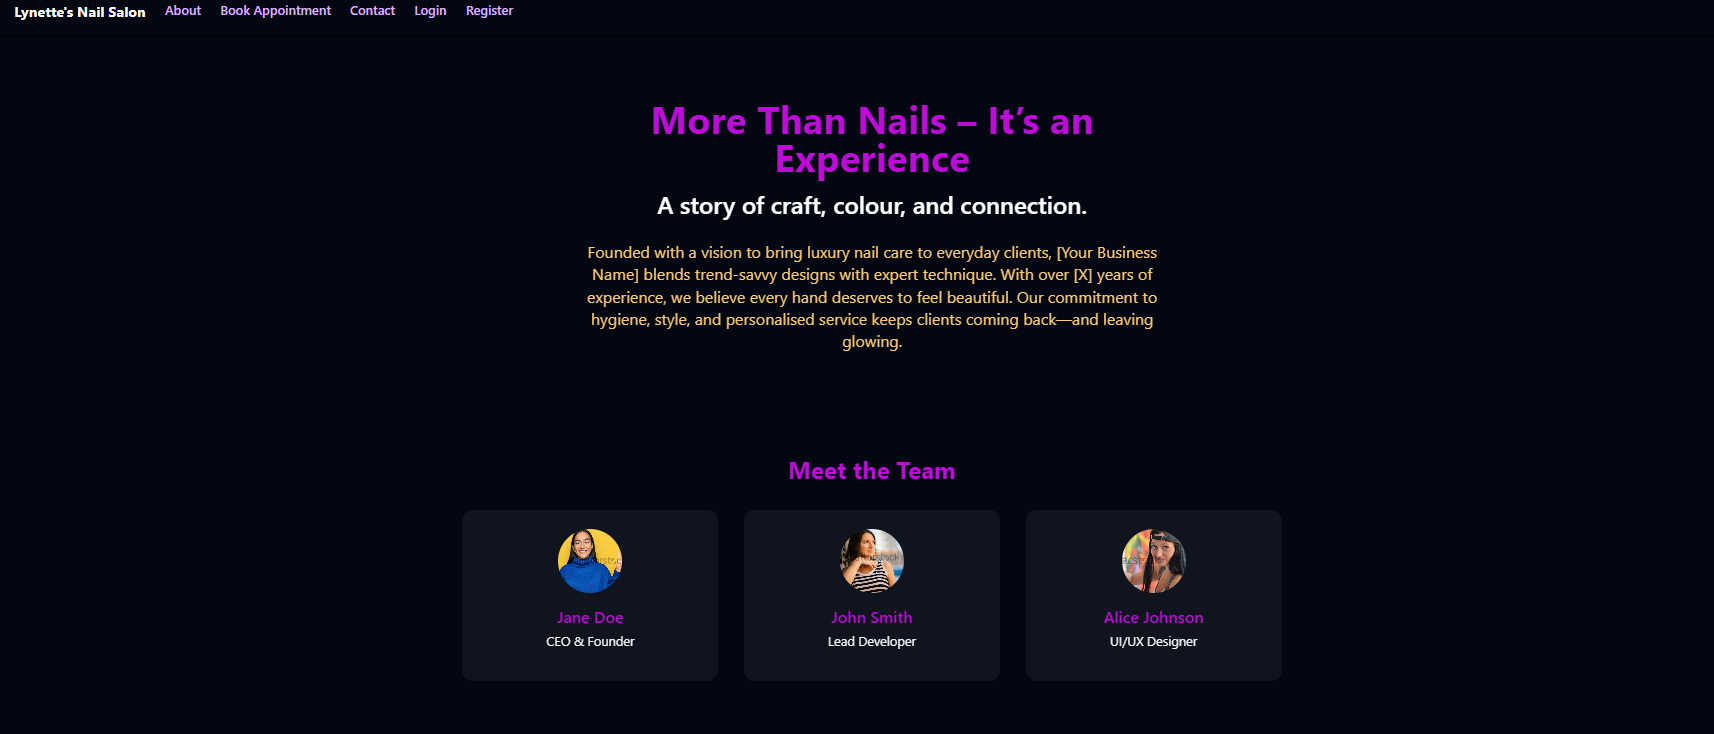 Lynette's Nail Salon About Book Appointment Contact Login Register
More Than Nails – It’s an
Experience
A story of craft, colour, and connection.
Founded with a vision to bring luxury nail care to everyday clients, [Your Business
Name] blends trend-savvy designs with expert technique. With over [X] years of
experience, we believe every hand deserves to feel beautiful. Our commitment to
hygiene, style, and personalised service keeps clients coming back—and leaving
glowing.
Meet the Team
Jane Doe John Smith Alice Johnson
CEO & Founder Lead Developer UI/UX Designer